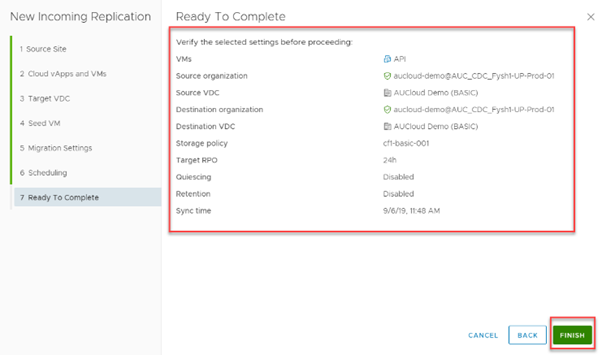 New Incoming Replication
1 Source Site
2 Cloud vApps and VMs
3 Target VDC
4 Seed VM
5 Migration Settings
6 Scheduling
7 Ready To Complete
Ready To Complete
Verify the selected settings before proceeding:
VMs API
Source organization aucloud-demo@AUC_CDC_Fysh1-UP-Prod-01
Source VDC AUCloud Demo (BASIC)
Destination organization aucloud-demo@AUC_CDC_Fysh1-UP-Prod-01
Destination VDC AUCloud Demo (BASIC)
Storage policy cf1-basic-001
Target RPO 24h
Quiescing Disabled
Retention Disabled
Sync time 9/6/19, 11:48 AM
CANCEL BACK FINISH